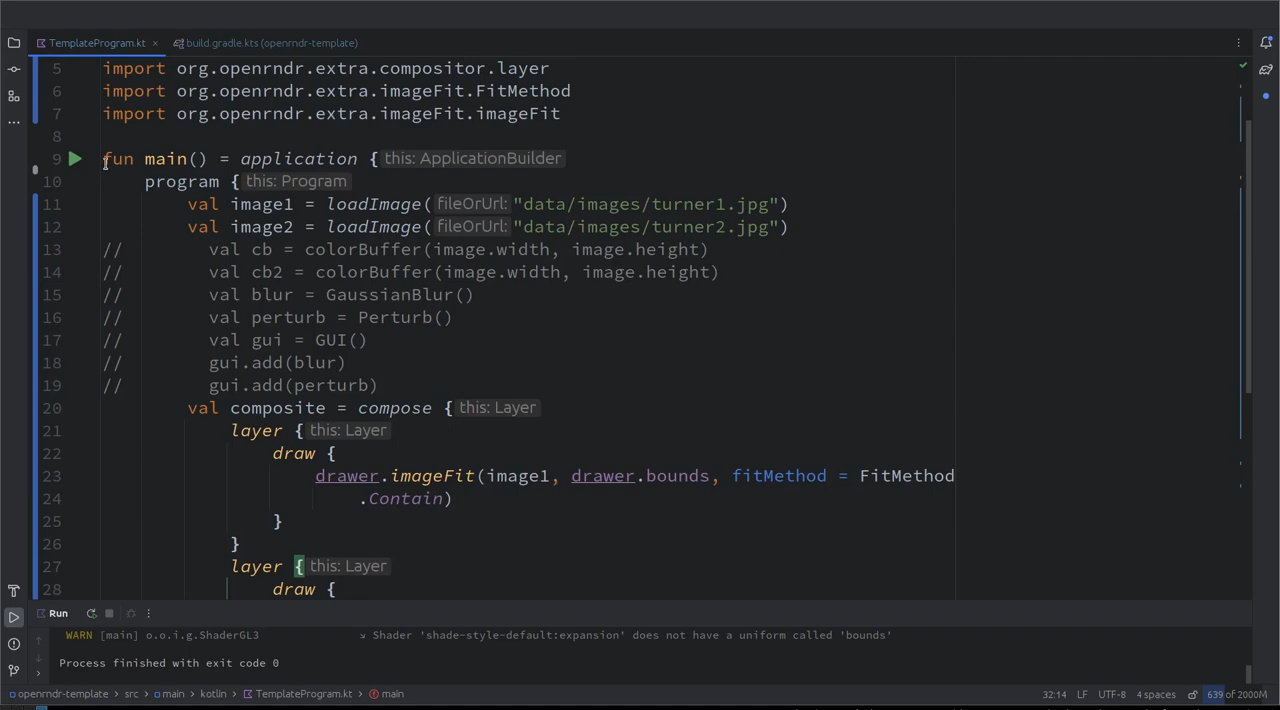 TemplateProgram.kt
build.gradle.kts (openrndr-template)
5 import org.openrndr.extra.compositor.layer
6 import org.openrndr.extra.imageFit.FitMethod
7 import org.openrndr.extra.imageFit.imageFit
8
9 fun main() = application { this: ApplicationBuilder
10 program { this: Program
11 val image1 = loadImage( fileOrUrl: "data/images/turner1.jpg")
12 val image2 = loadImage( fileOrUrl: "data/images/turner2.jpg")
13 // val cb = colorBuffer(image.width, image.height)
14 // val cb2 = colorBuffer(image.width, image.height)
15 // val blur = GaussianBlur()
16 // val perturb = Perturb()
17 // val gui = GUI()
18 // gui.add(blur)
19 // gui.add(perturb)
20 val composite = compose { this: Layer
21 layer { this: Layer
22 draw {
23 drawer.imageFit(image1, drawer.bounds, fitMethod = FitMethod
24 .Contain)
25 }
26 }
27 layer { this: Layer
28 draw {
Run
WARN [main] o.o.i.g.ShaderGL3 ↘ Shader 'shade-style-default:expansion' does not have a uniform called 'bounds'
Process finished with exit code 0
openrndr-template > src > main > kotlin > TemplateProgram.kt > main
32:14 LF UTF-8 4 spaces 639 of 2000M